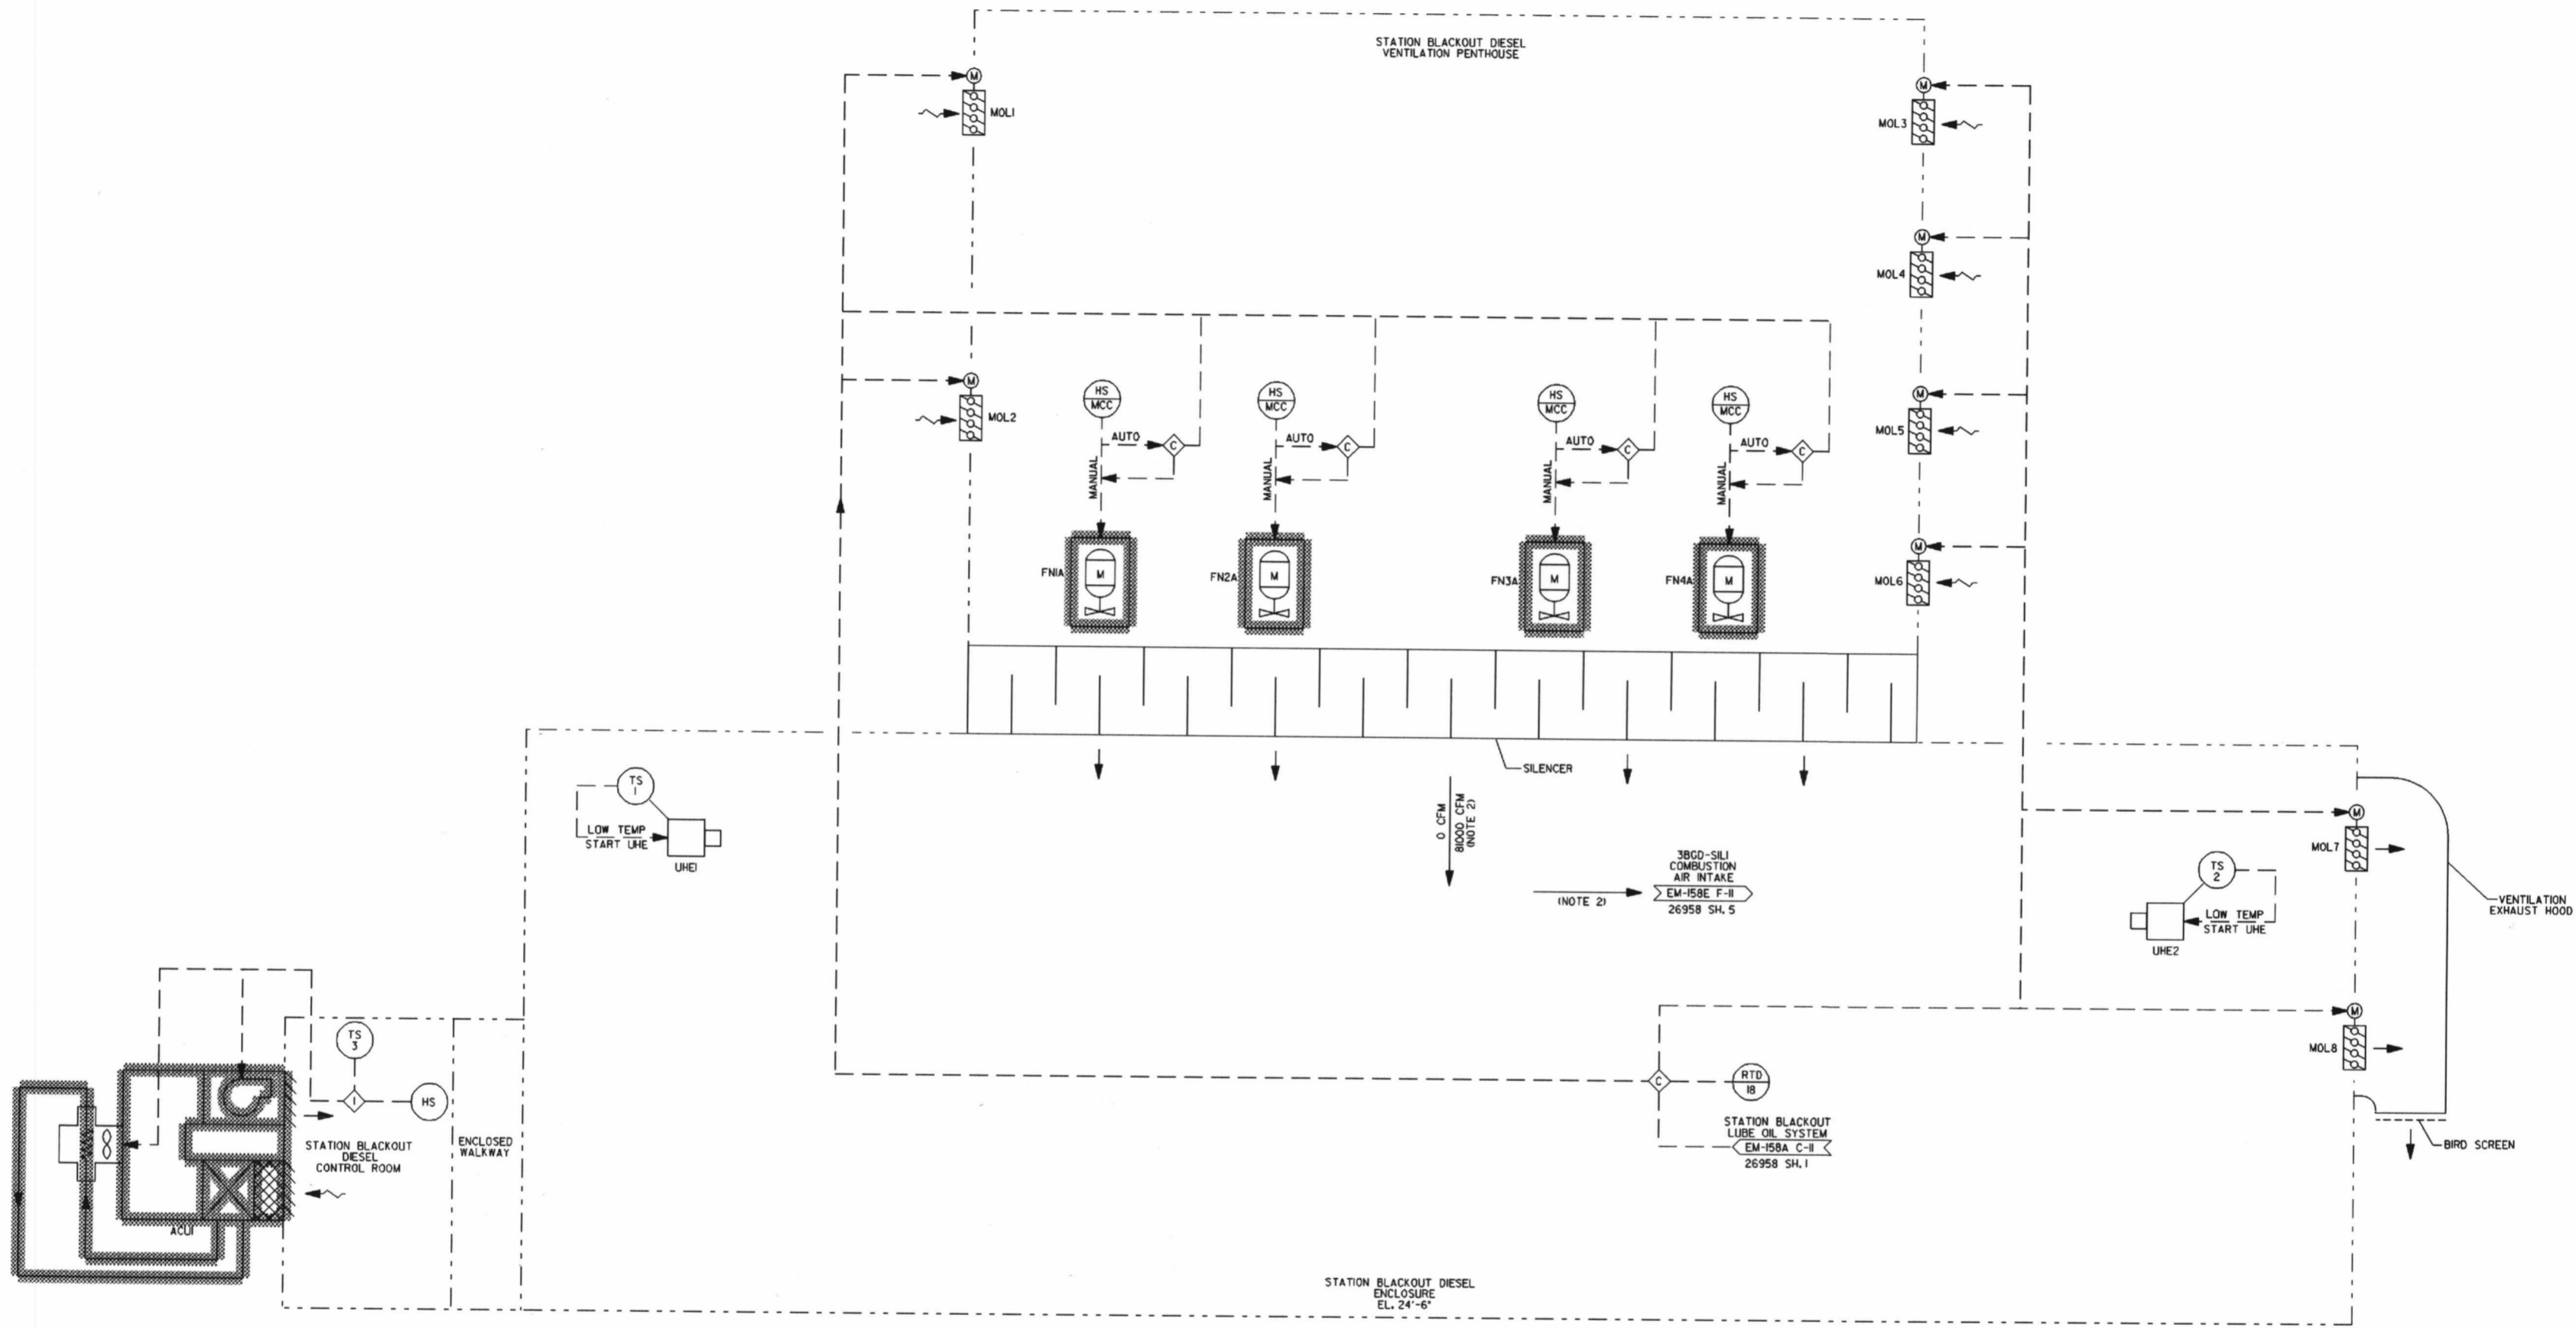 STATION BLACKOUT DIESEL
VENTILATION PENTHOUSE
M
MOL1
M
MOL3
M
MOL4
M
MOL2
M
MOL5
M
MOL6
HS
MCC
AUTO
C
MANUAL
HS
MCC
AUTO
C
MANUAL
HS
MCC
AUTO
C
MANUAL
HS
MCC
AUTO
C
MANUAL
FN1A
M
FN2A
M
FN3A
M
FN4A
M
SILENCER
TS
1
LOW TEMP
START UHE
UHE1
0 CFM
81000 CFM
(NOTE 2)
(NOTE 2)
3BGD-SIL1
COMBUSTION
AIR INTAKE
EM-158E F-11
26958 SH. 5
M
MOL7
TS
2
LOW TEMP
START UHE
UHE2
VENTILATION
EXHAUST HOOD
M
MOL8
TS
3
1
HS
STATION BLACKOUT
DIESEL
CONTROL ROOM
ENCLOSED
WALKWAY
ACU1
C
RTD
18
STATION BLACKOUT
LUBE OIL SYSTEM
EM-158A C-11
26958 SH. 1
BIRD SCREEN
STATION BLACKOUT DIESEL
ENCLOSURE
EL. 24'-6"